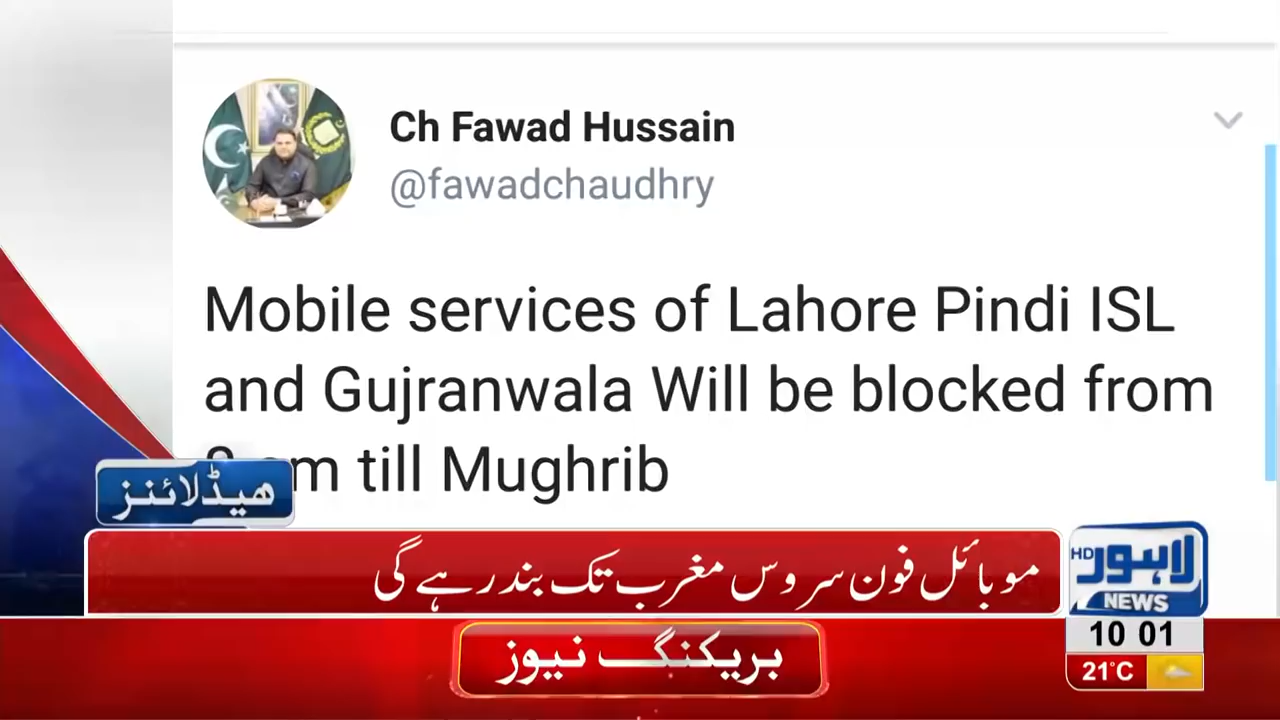 Ch Fawad Hussain
@fawadchaudhry
Mobile services of Lahore Pindi ISL
and Gujranwala Will be blocked from
till Mughrib
ھیڈلائنز
موبائل فون سروس مغرب تک بند رہے گی
HD لاہور
NEWS
بریکنگ نیوز
10 01
21°C